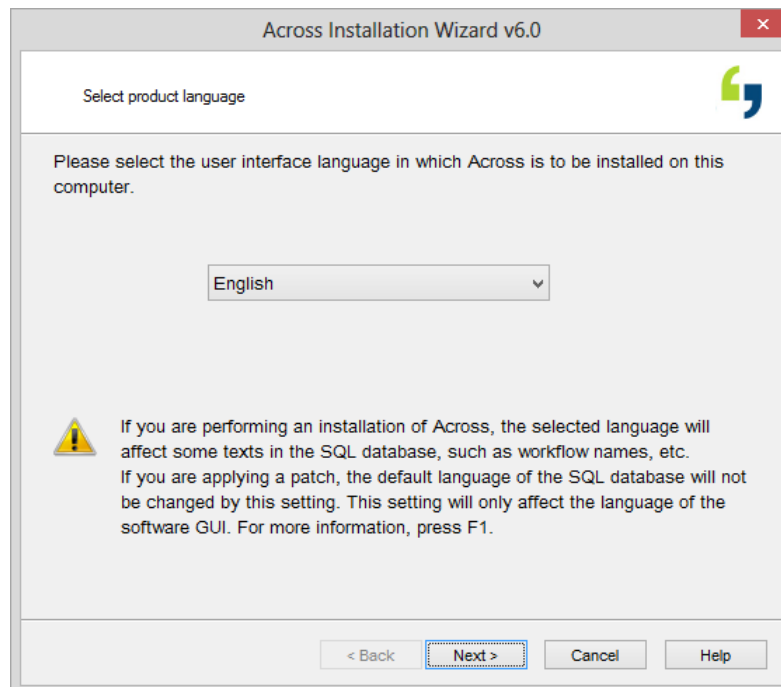 Across Installation Wizard v6.0
Select product language
Please select the user interface language in which Across is to be installed on this
computer.
English
If you are performing an installation of Across, the selected language will
affect some texts in the SQL database, such as workflow names, etc.
If you are applying a patch, the default language of the SQL database will not
be changed by this setting. This setting will only affect the language of the
software GUI. For more information, press F1.
< Back Next > Cancel Help